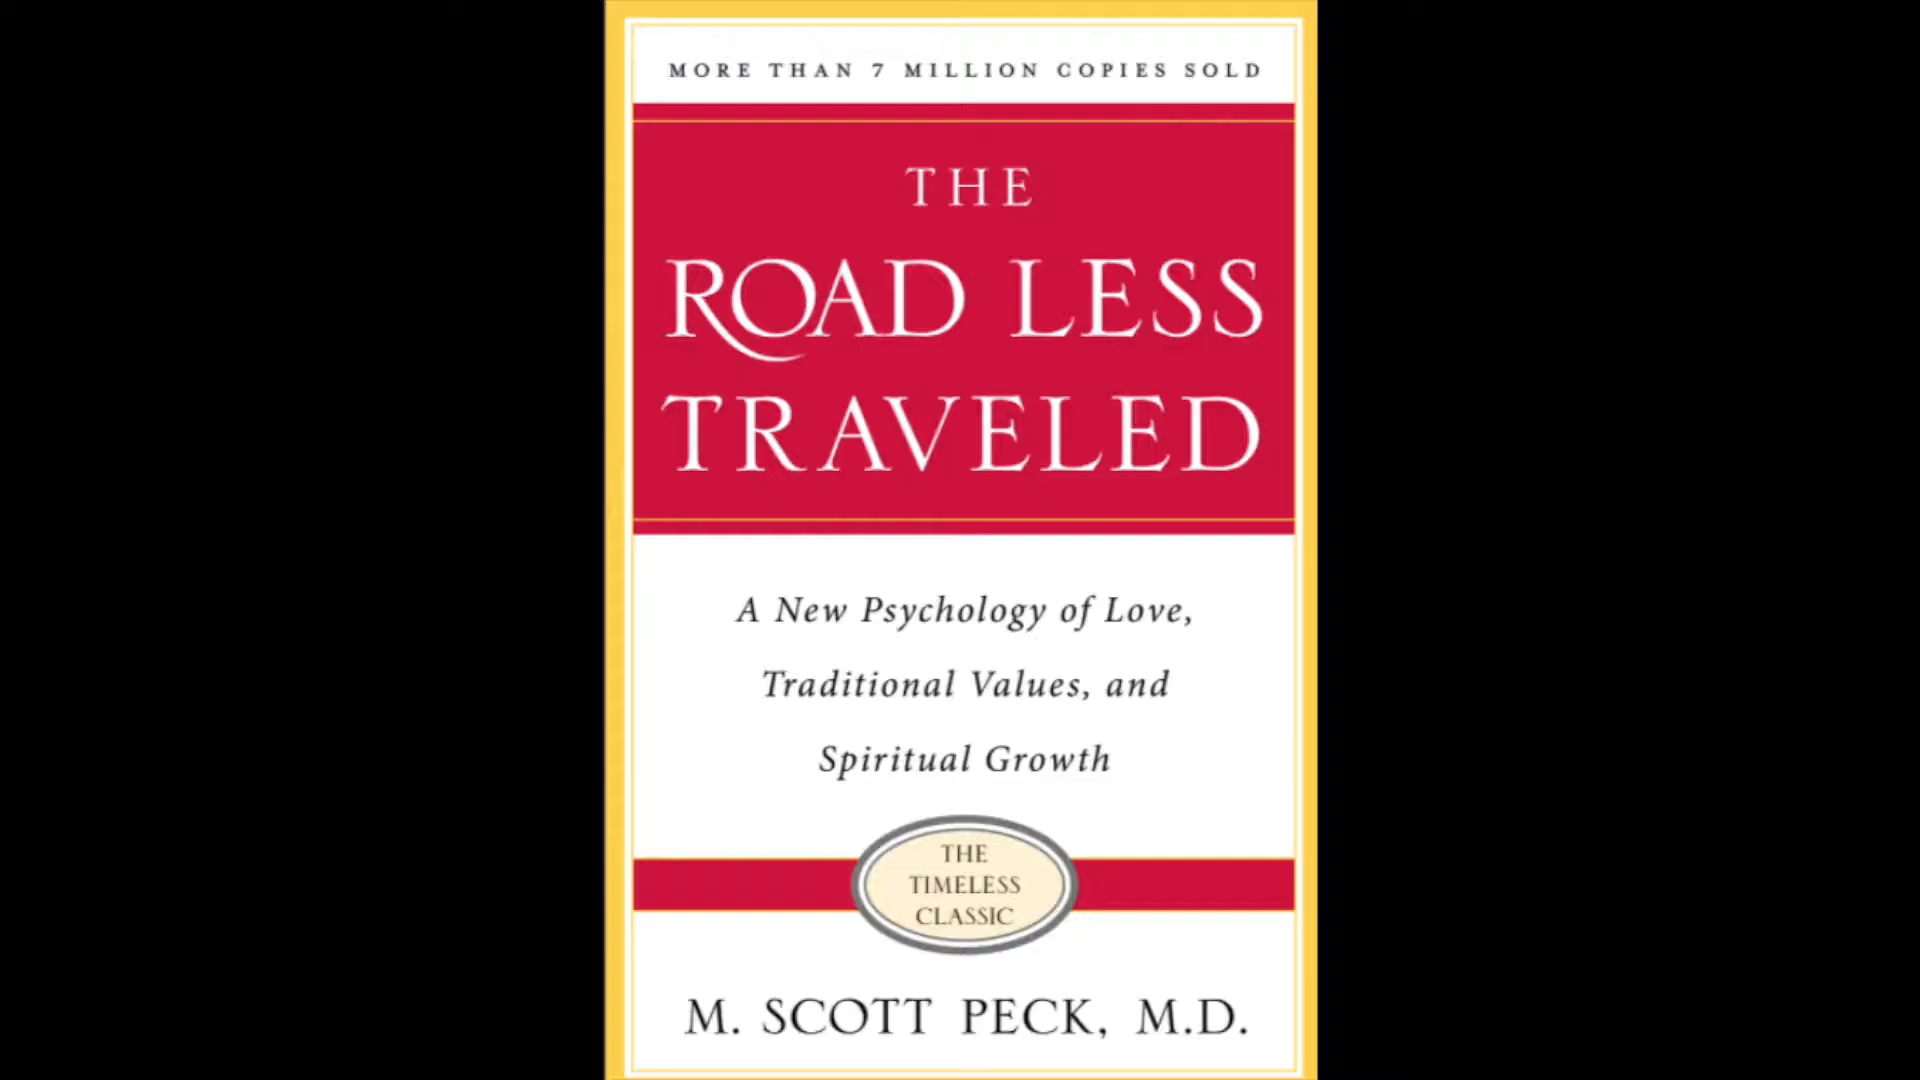 MORE THAN 7 MILLION COPIES SOLD
THE
ROAD LESS
TRAVELED
A New Psychology of Love,
Traditional Values, and
Spiritual Growth
THE
TIMELESS
CLASSIC
M. SCOTT PECK, M.D.